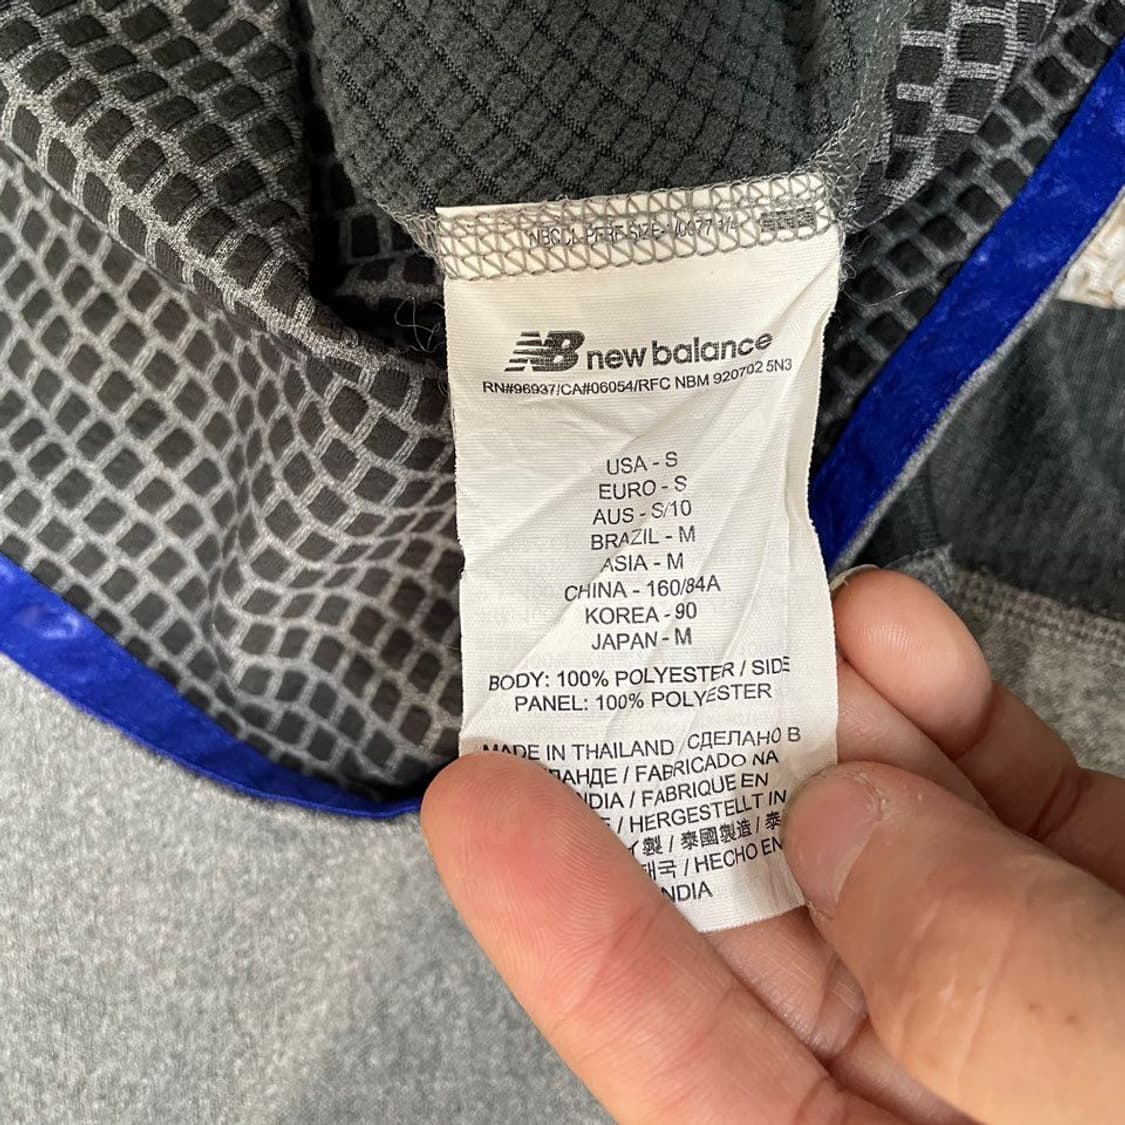 NB
new balance
RN#96937/CA#06054/RFC NBM 920702 5N3
USA - S
EURO - S
AUS - S/10
BRAZIL - M
ASIA - M
CHINA - 160/84A
KOREA - 90
JAPAN - M
BODY: 100% POLYESTER / SIDE
PANEL: 100% POLYESTER
MADE IN THAILAND / СДЕЛАНО В
/ FABRICADO NA
/ FABRIQUE EN
/ HERGESTELLT IN
製 / 泰國製造 /
/ HECHO EN